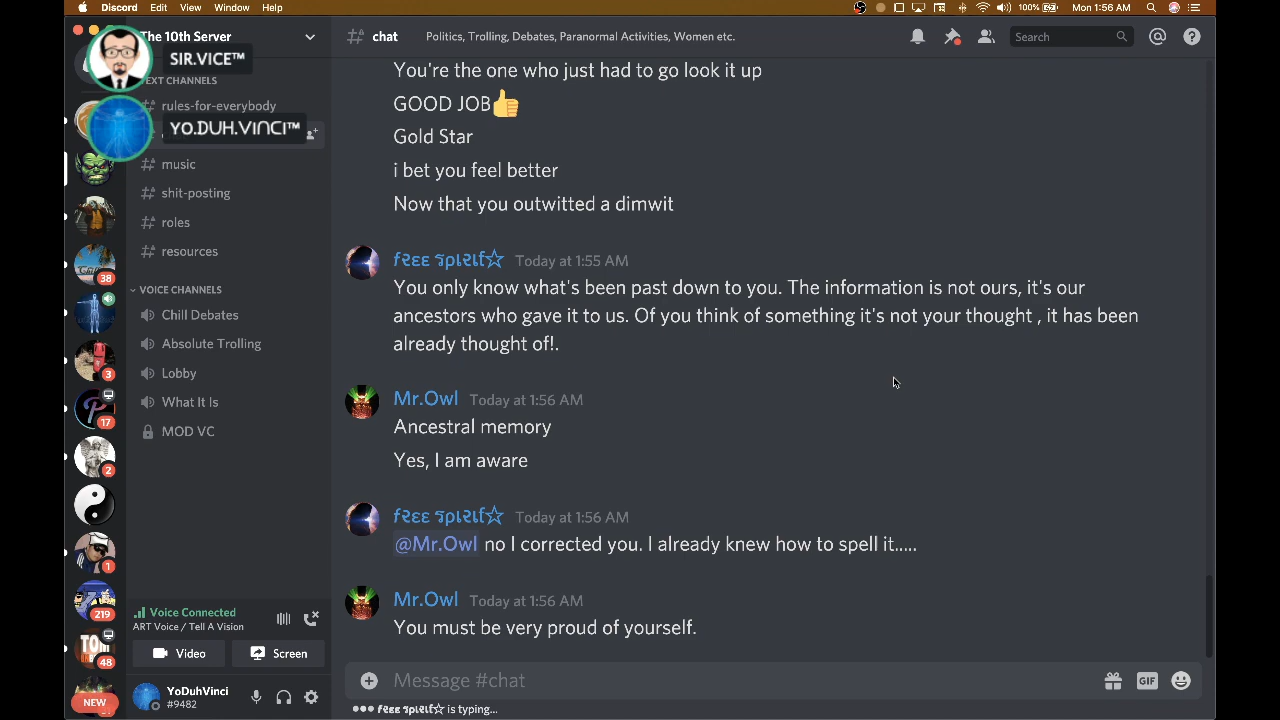 Discord Edit View Window Help
100% Mon 1:56 AM
The 10th Server
# chat Politics, Trolling, Debates, Paranormal Activities, Women etc.
Search
SIR.VICE™
TEXT CHANNELS
rules-for-everybody
YO.DUH.VINCI™
music
shit-posting
roles
resources
VOICE CHANNELS
Chill Debates
Absolute Trolling
Lobby
What It Is
MOD VC
38
3
17
2
1
219
48
NEW
Voice Connected
ART Voice / Tell A Vision
Video Screen
YoDuhVinci
#9482
You're the one who just had to go look it up
GOOD JOB👍
Gold Star
i bet you feel better
Now that you outwitted a dimwit
Today at 1:55 AM
You only know what's been past down to you. The information is not ours, it's our
ancestors who gave it to us. Of you think of something it's not your thought , it has been
already thought of!.
Mr.Owl Today at 1:56 AM
Ancestral memory
Yes, I am aware
Today at 1:56 AM
@Mr.Owl no I corrected you. I already knew how to spell it.....
Mr.Owl Today at 1:56 AM
You must be very proud of yourself.
Message #chat
GIF
is typing...